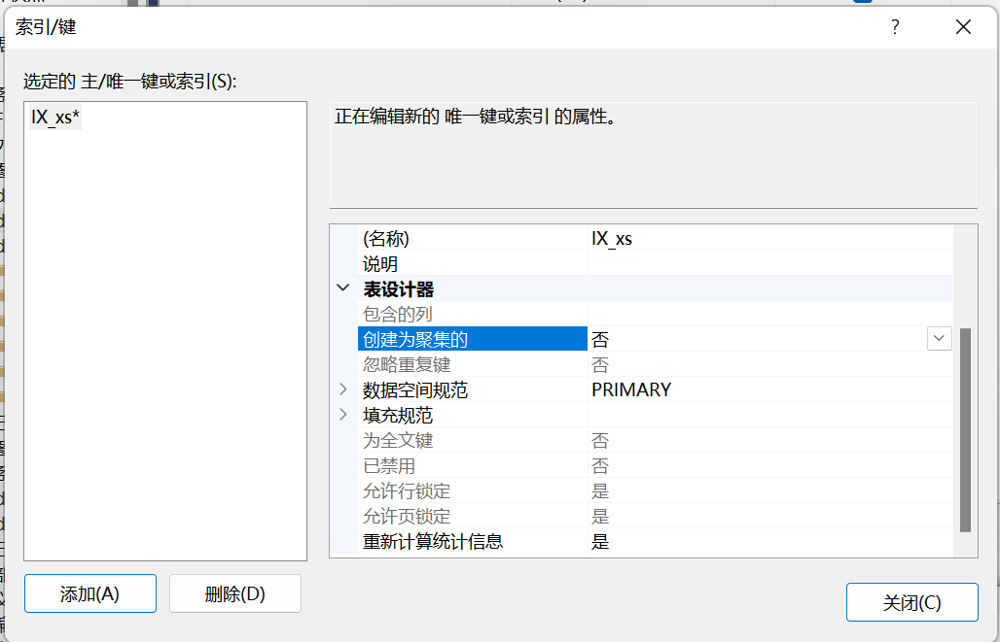 索引/键
?
选定的 主/唯一键或索引(S):
IX_xs*
正在编辑新的 唯一键或索引 的属性。
(名称) IX_xs
说明
表设计器
包含的列
创建为聚集的 否
忽略重复键 否
数据空间规范 PRIMARY
填充规范
为全文键 否
已禁用 否
允许行锁定 是
允许页锁定 是
重新计算统计信息 是
添加(A) 删除(D)
关闭(C)